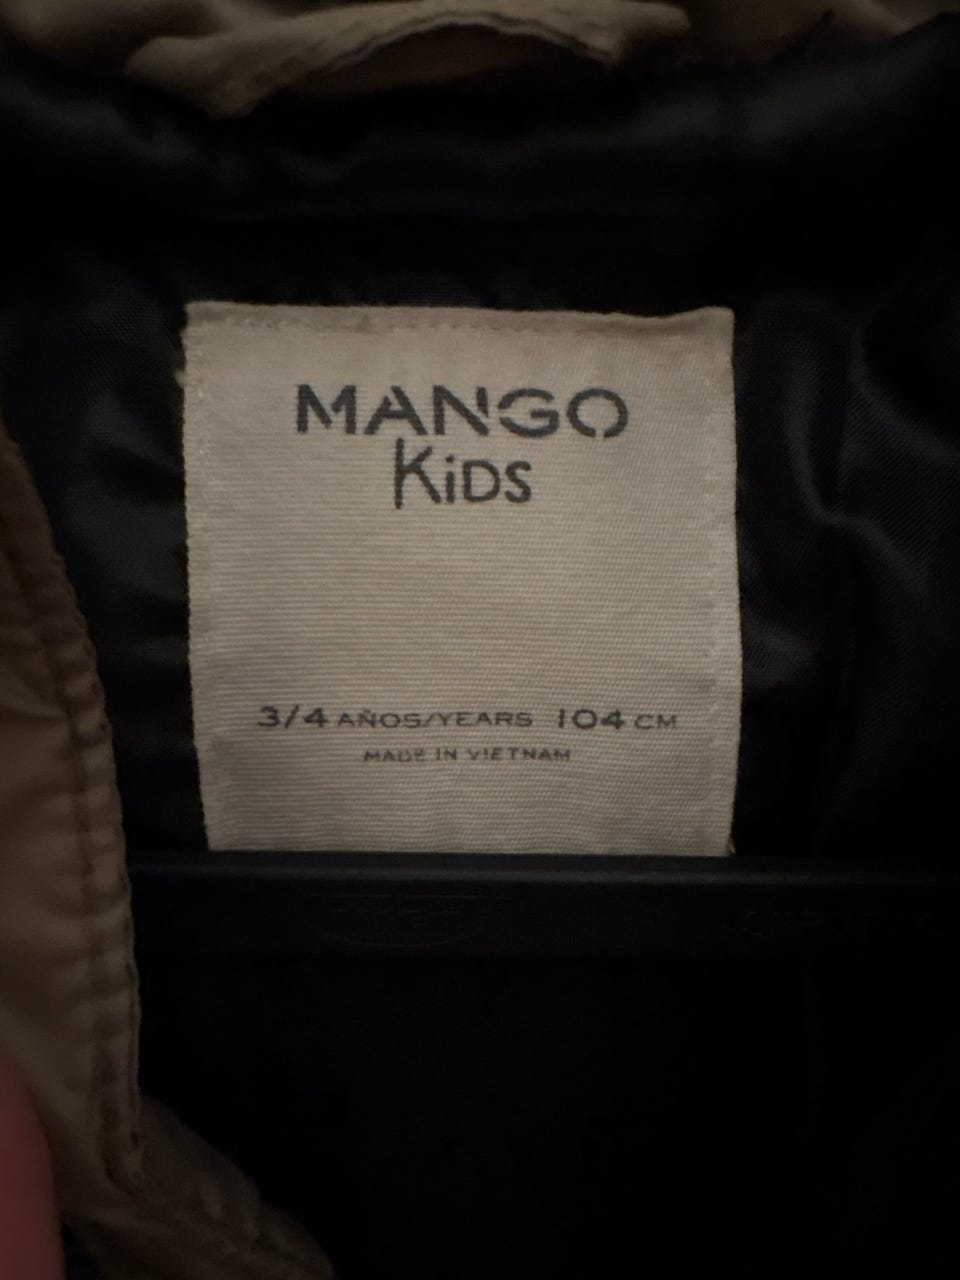 MANGO
KiDS
3/4 AÑOS/YEARS 104 CM
MADE IN VIETNAM